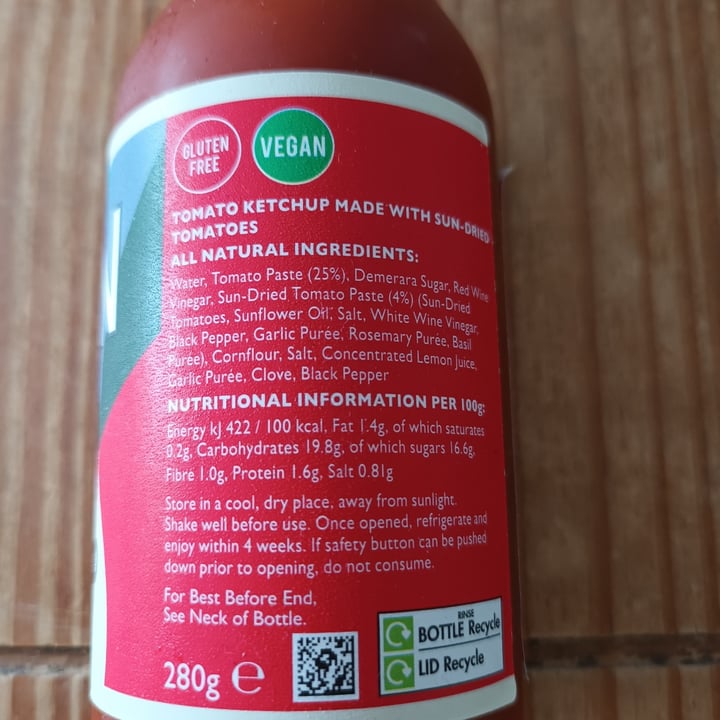 GLUTEN
FREE
VEGAN
N
TOMATO KETCHUP MADE WITH SUN-DRIED
TOMATOES
ALL NATURAL INGREDIENTS:
Water, Tomato Paste (25%), Demerara Sugar, Red Wine
Vinegar, Sun-Dried Tomato Paste (4%) (Sun-Dried
Tomatoes, Sunflower Oil, Salt, White Wine Vinegar,
Black Pepper, Garlic Purée, Rosemary Purée, Basil
Purée), Cornflour, Salt, Concentrated Lemon Juice,
Garlic Purée, Clove, Black Pepper
NUTRITIONAL INFORMATION PER 100g:
Energy kJ 422 / 100 kcal, Fat 1.4g, of which saturates
0.2g, Carbohydrates 19.8g, of which sugars 16.6g,
Fibre 1.0g, Protein 1.6g, Salt 0.81g
Store in a cool, dry place, away from sunlight.
Shake well before use. Once opened, refrigerate and
enjoy within 4 weeks. If safety button can be pushed
down prior to opening, do not consume.
For Best Before End,
See Neck of Bottle.
280g ℮
RINSE
BOTTLE Recycle
LID Recycle